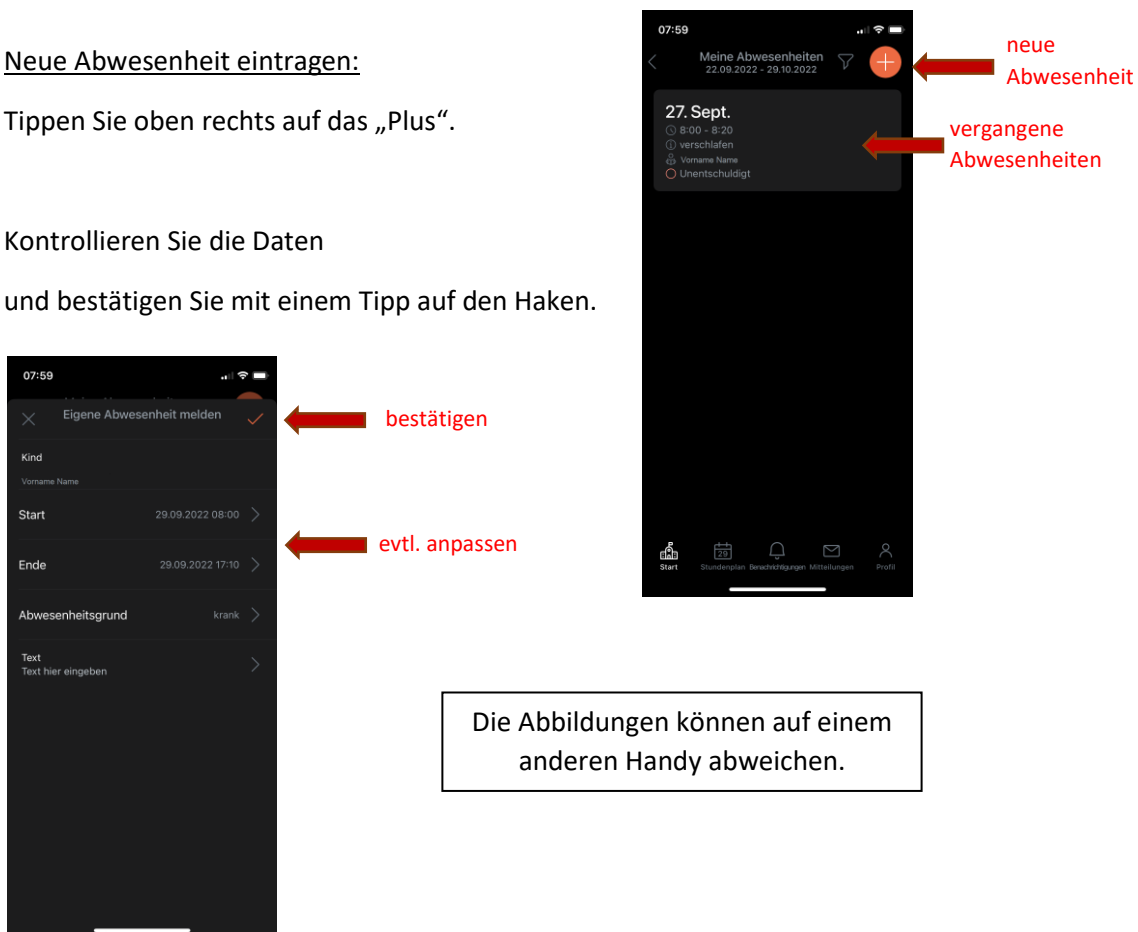 Neue Abwesenheit eintragen:
Tippen Sie oben rechts auf das „Plus“.
Kontrollieren Sie die Daten
und bestätigen Sie mit einem Tipp auf den Haken.
07:59
Meine Abwesenheiten
22.09.2022 - 29.10.2022
27. Sept.
8:00 - 8:20
verschlafen
Vorname Name
Unentschuldigt
Start
29
Stundenplan
Benachrichtigungen
Mitteilungen
Profil
neue
Abwesenheit
vergangene
Abwesenheiten
07:59
Eigene Abwesenheit melden
Kind
Vorname Name
Start 29.09.2022 08:00
Ende 29.09.2022 17:10
Abwesenheitsgrund krank
Text
Text hier eingeben
bestätigen
evtl. anpassen
Die Abbildungen können auf einem
anderen Handy abweichen.